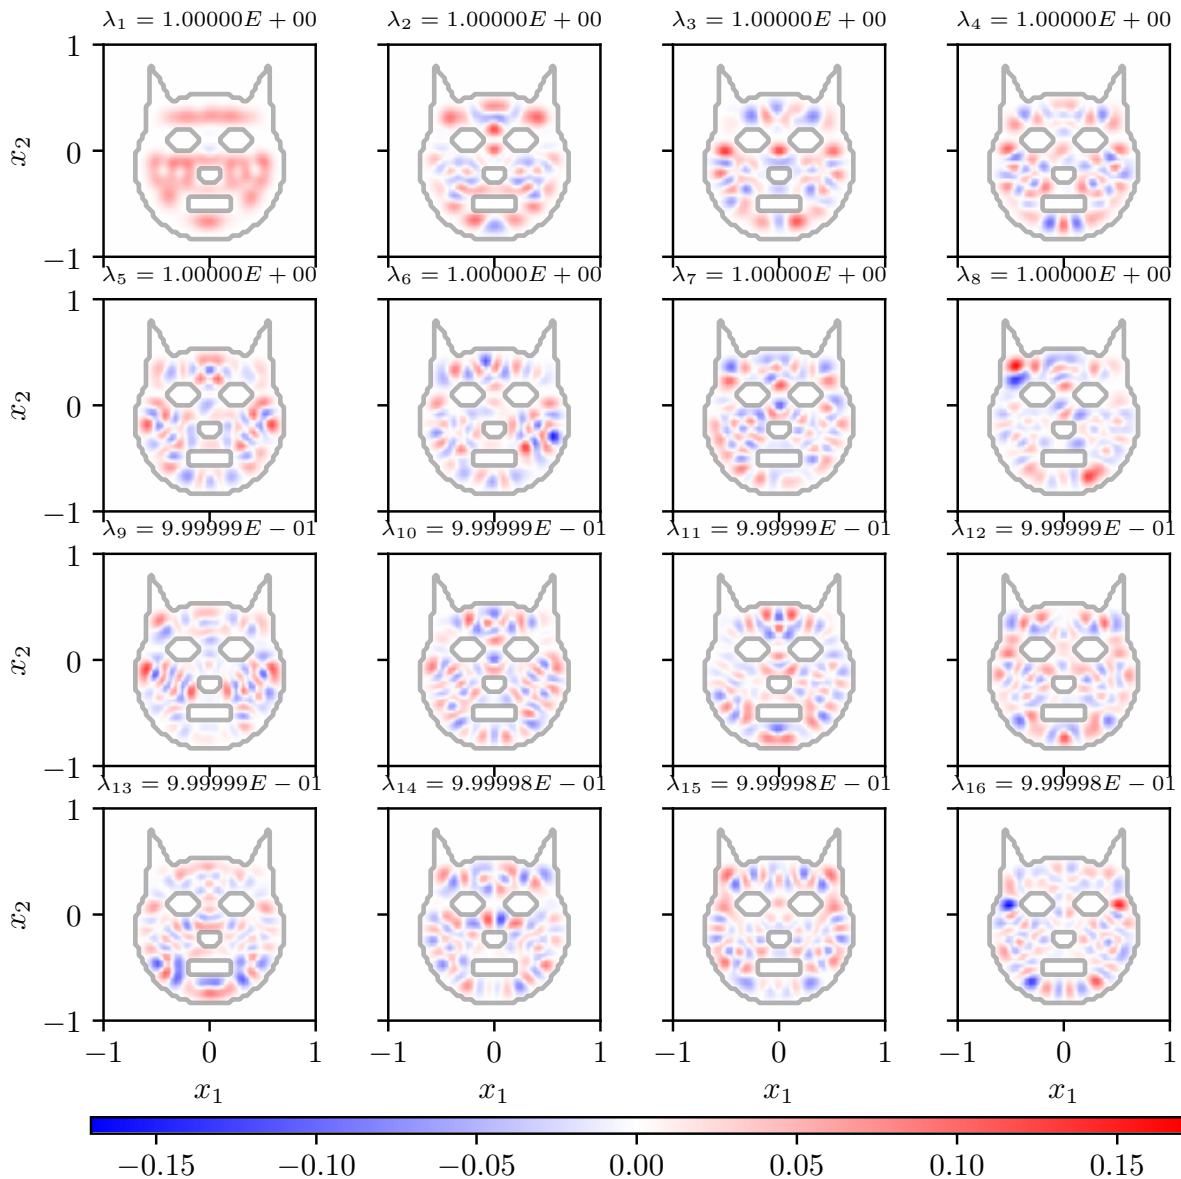 λ₁ = 1.00000E + 00 λ₂ = 1.00000E + 00 λ₃ = 1.00000E + 00 λ₄ = 1.00000E + 00
1
x₂ 0
−1
λ₅ = 1.00000E + 00 λ₆ = 1.00000E + 00 λ₇ = 1.00000E + 00 λ₈ = 1.00000E + 00
1
x₂ 0
−1
λ₉ = 9.99999E − 01 λ₁₀ = 9.99999E − 01 λ₁₁ = 9.99999E − 01 λ₁₂ = 9.99999E − 01
1
x₂ 0
−1
λ₁₃ = 9.99999E − 01 λ₁₄ = 9.99998E − 01 λ₁₅ = 9.99998E − 01 λ₁₆ = 9.99998E − 01
1
x₂ 0
−1
−1 0 1 −1 0 1 −1 0 1 −1 0 1
x₁ x₁ x₁ x₁
−0.15 −0.10 −0.05 0.00 0.05 0.10 0.15